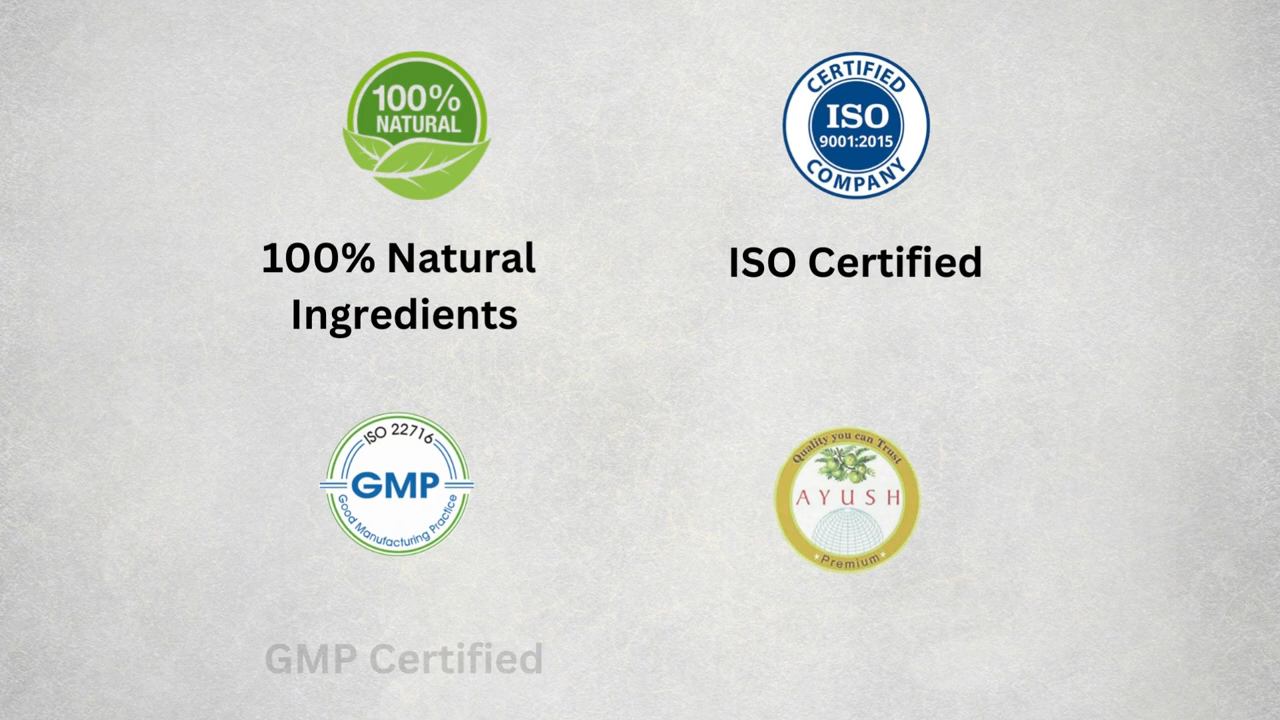 100%
NATURAL
CERTIFIED
ISO
9001:2015
COMPANY
100% Natural
Ingredients
ISO Certified
ISO 22716
GMP
Good Manufacturing Practice
Quality you can Trust
AYUSH
Premium
GMP Certified